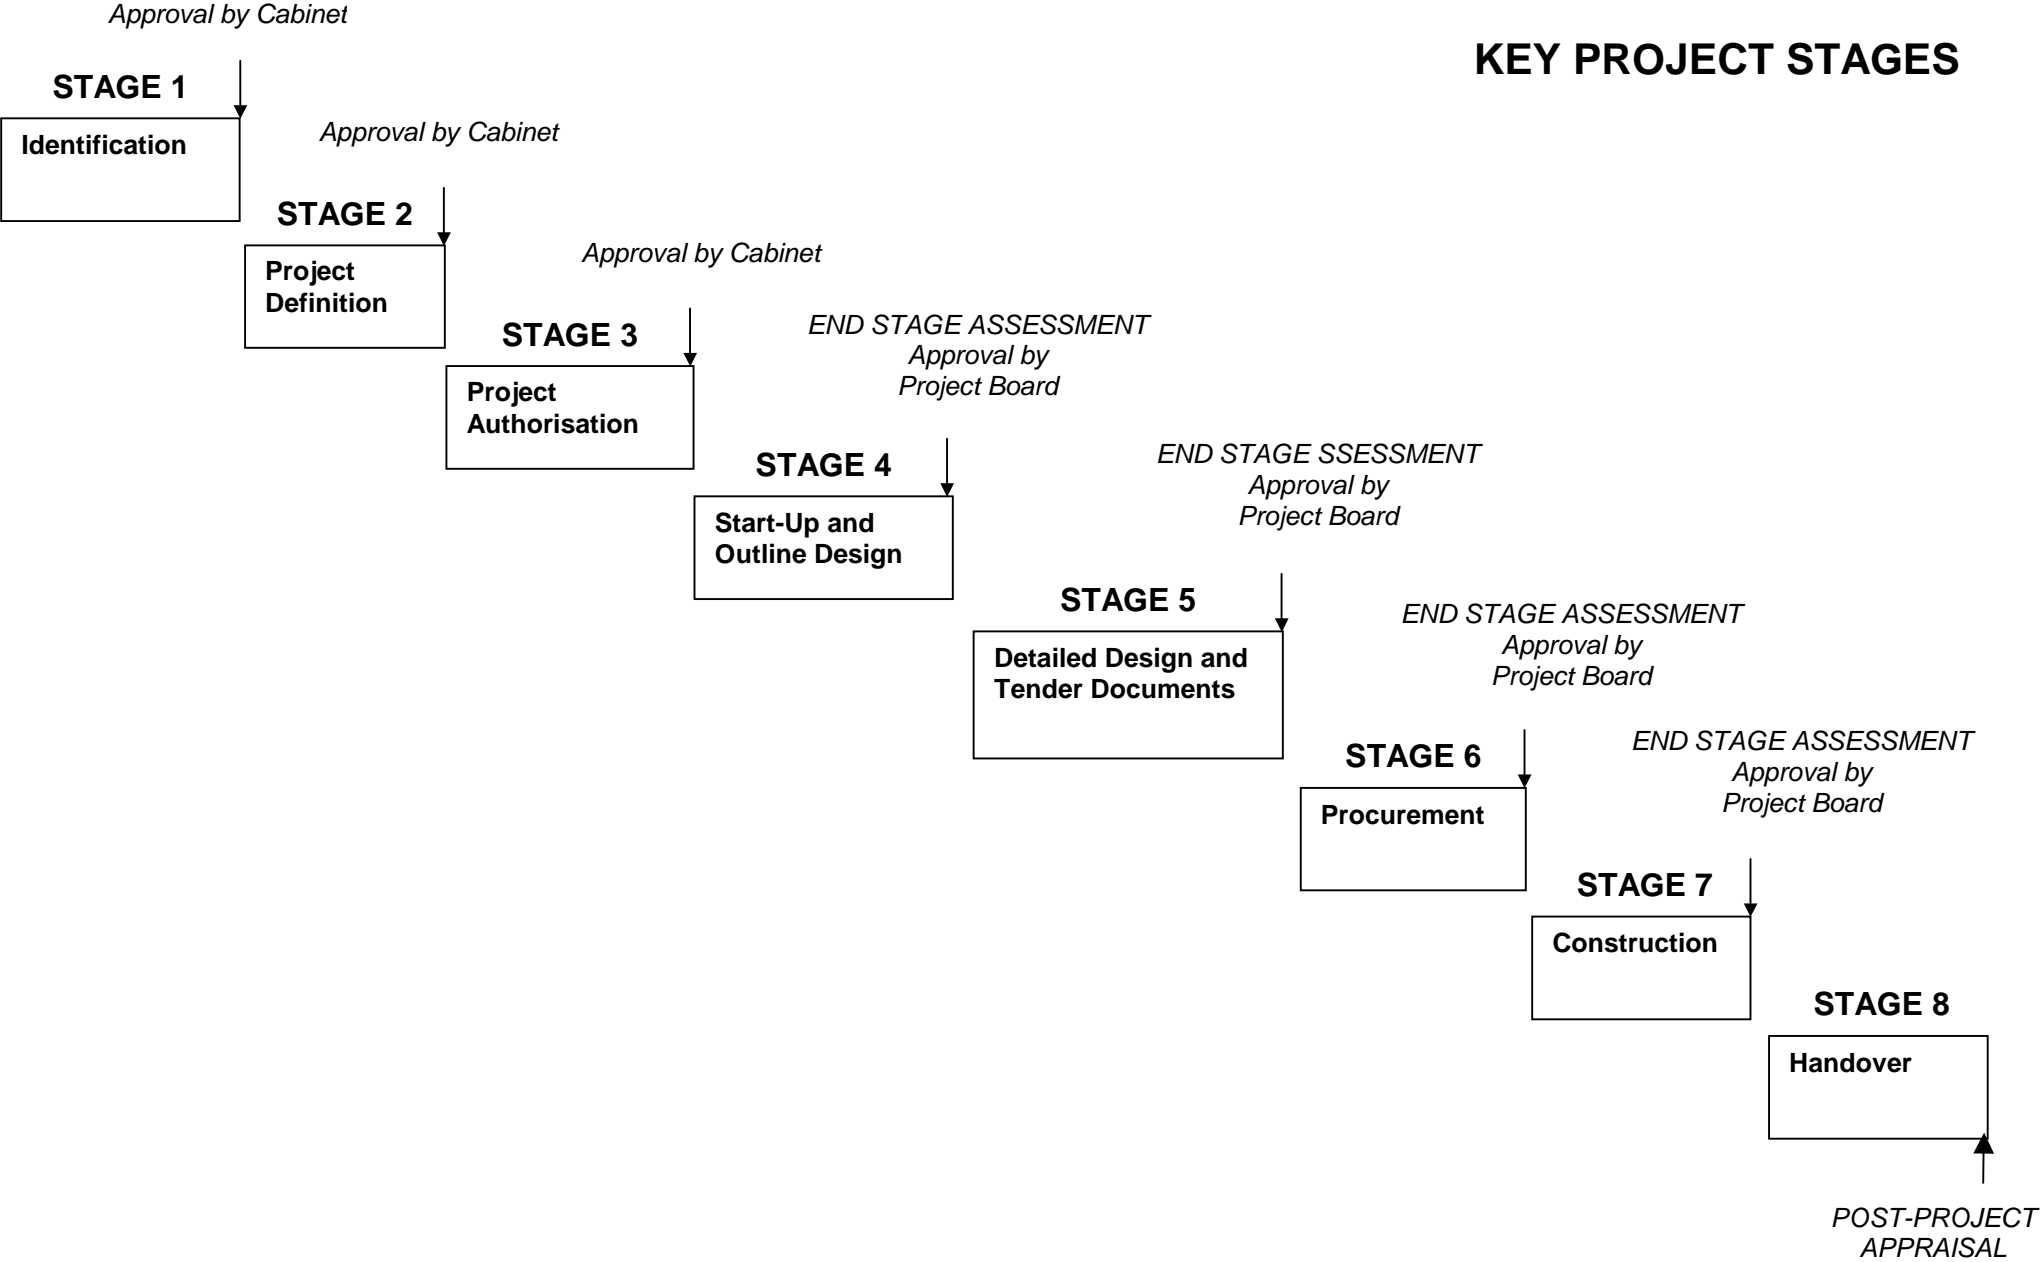 Approval by Cabinet
KEY PROJECT STAGES
STAGE 1
Identification
Approval by Cabinet
STAGE 2
Project
Definition
Approval by Cabinet
STAGE 3
Project
Authorisation
END STAGE ASSESSMENT
Approval by
Project Board
STAGE 4
Start-Up and
Outline Design
END STAGE SSESSMENT
Approval by
Project Board
STAGE 5
Detailed Design and
Tender Documents
END STAGE ASSESSMENT
Approval by
Project Board
STAGE 6
Procurement
END STAGE ASSESSMENT
Approval by
Project Board
STAGE 7
Construction
STAGE 8
Handover
POST-PROJECT
APPRAISAL